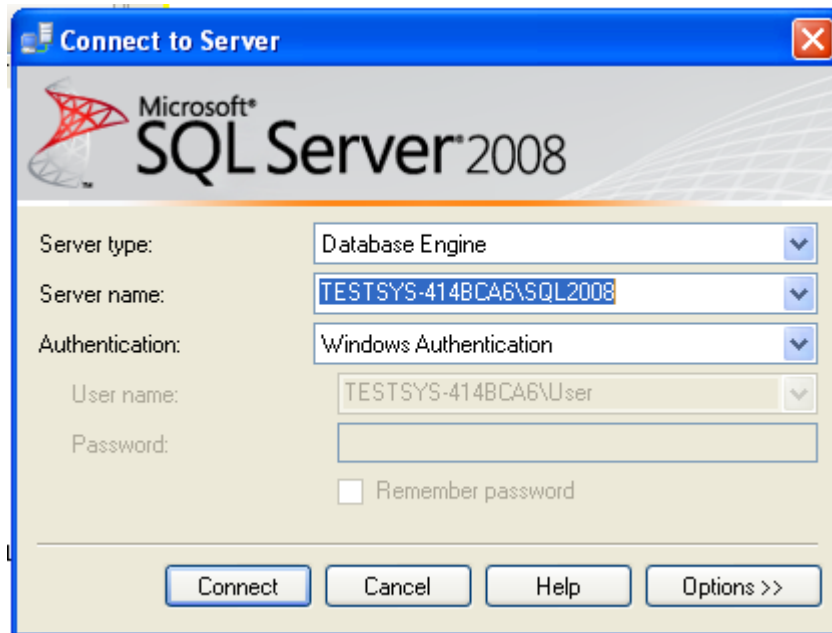 Connect to Server
Microsoft®
SQL Server® 2008
™
Server type: Database Engine
Server name: TESTSYS-414BCA6\SQL2008
Authentication: Windows Authentication
User name: TESTSYS-414BCA6\User
Password:
Remember password
Connect Cancel Help Options >>